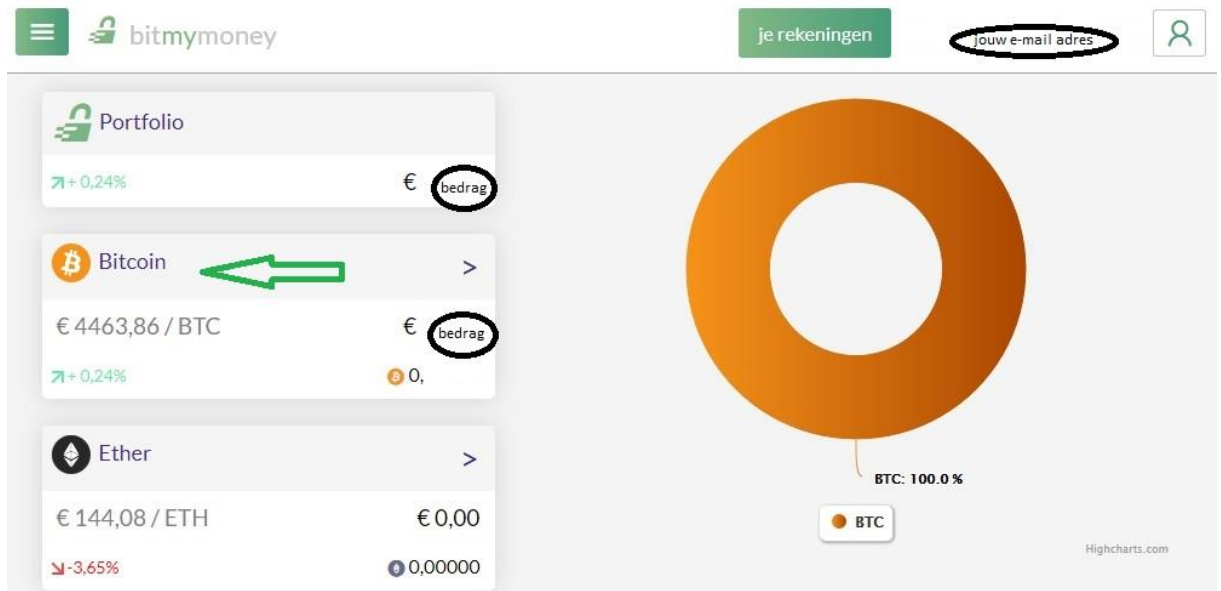 bitmymoney
je rekeningen
jouw e-mail adres
Portfolio
+ 0,24%
€ bedrag
Bitcoin >
€ 4463,86 / BTC
€ bedrag
+ 0,24%
0,
Ether >
€ 144,08 / ETH
€ 0,00
-3,65%
0,00000
BTC: 100.0 %
BTC
Highcharts.com